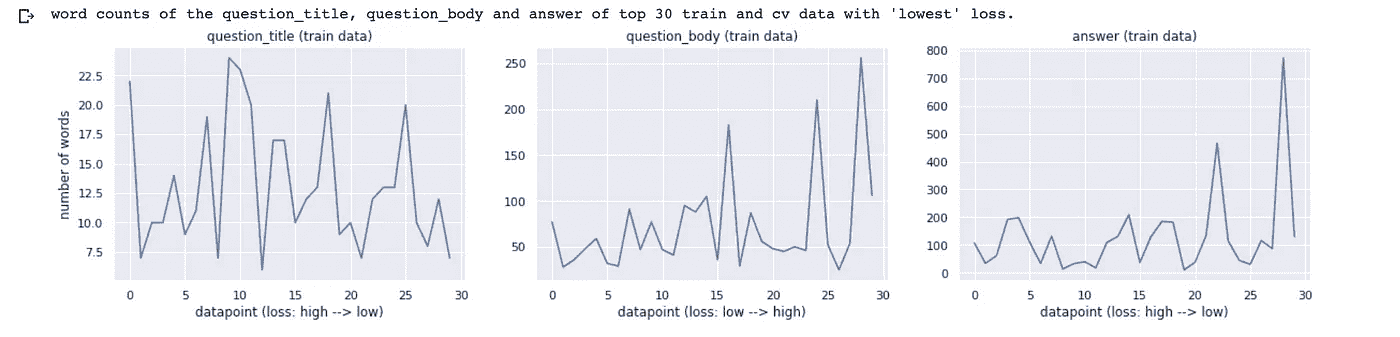 word counts of the question_title, question_body and answer of top 30 train and cv data with 'lowest' loss.
question_title (train data)
number of words
22.5
20.0
17.5
15.0
12.5
10.0
7.5
0 5 10 15 20 25 30
datapoint (loss: high --> low)
question_body (train data)
250
200
150
100
50
0 5 10 15 20 25 30
datapoint (loss: low --> high)
answer (train data)
800
700
600
500
400
300
200
100
0
0 5 10 15 20 25 30
datapoint (loss: high --> low)